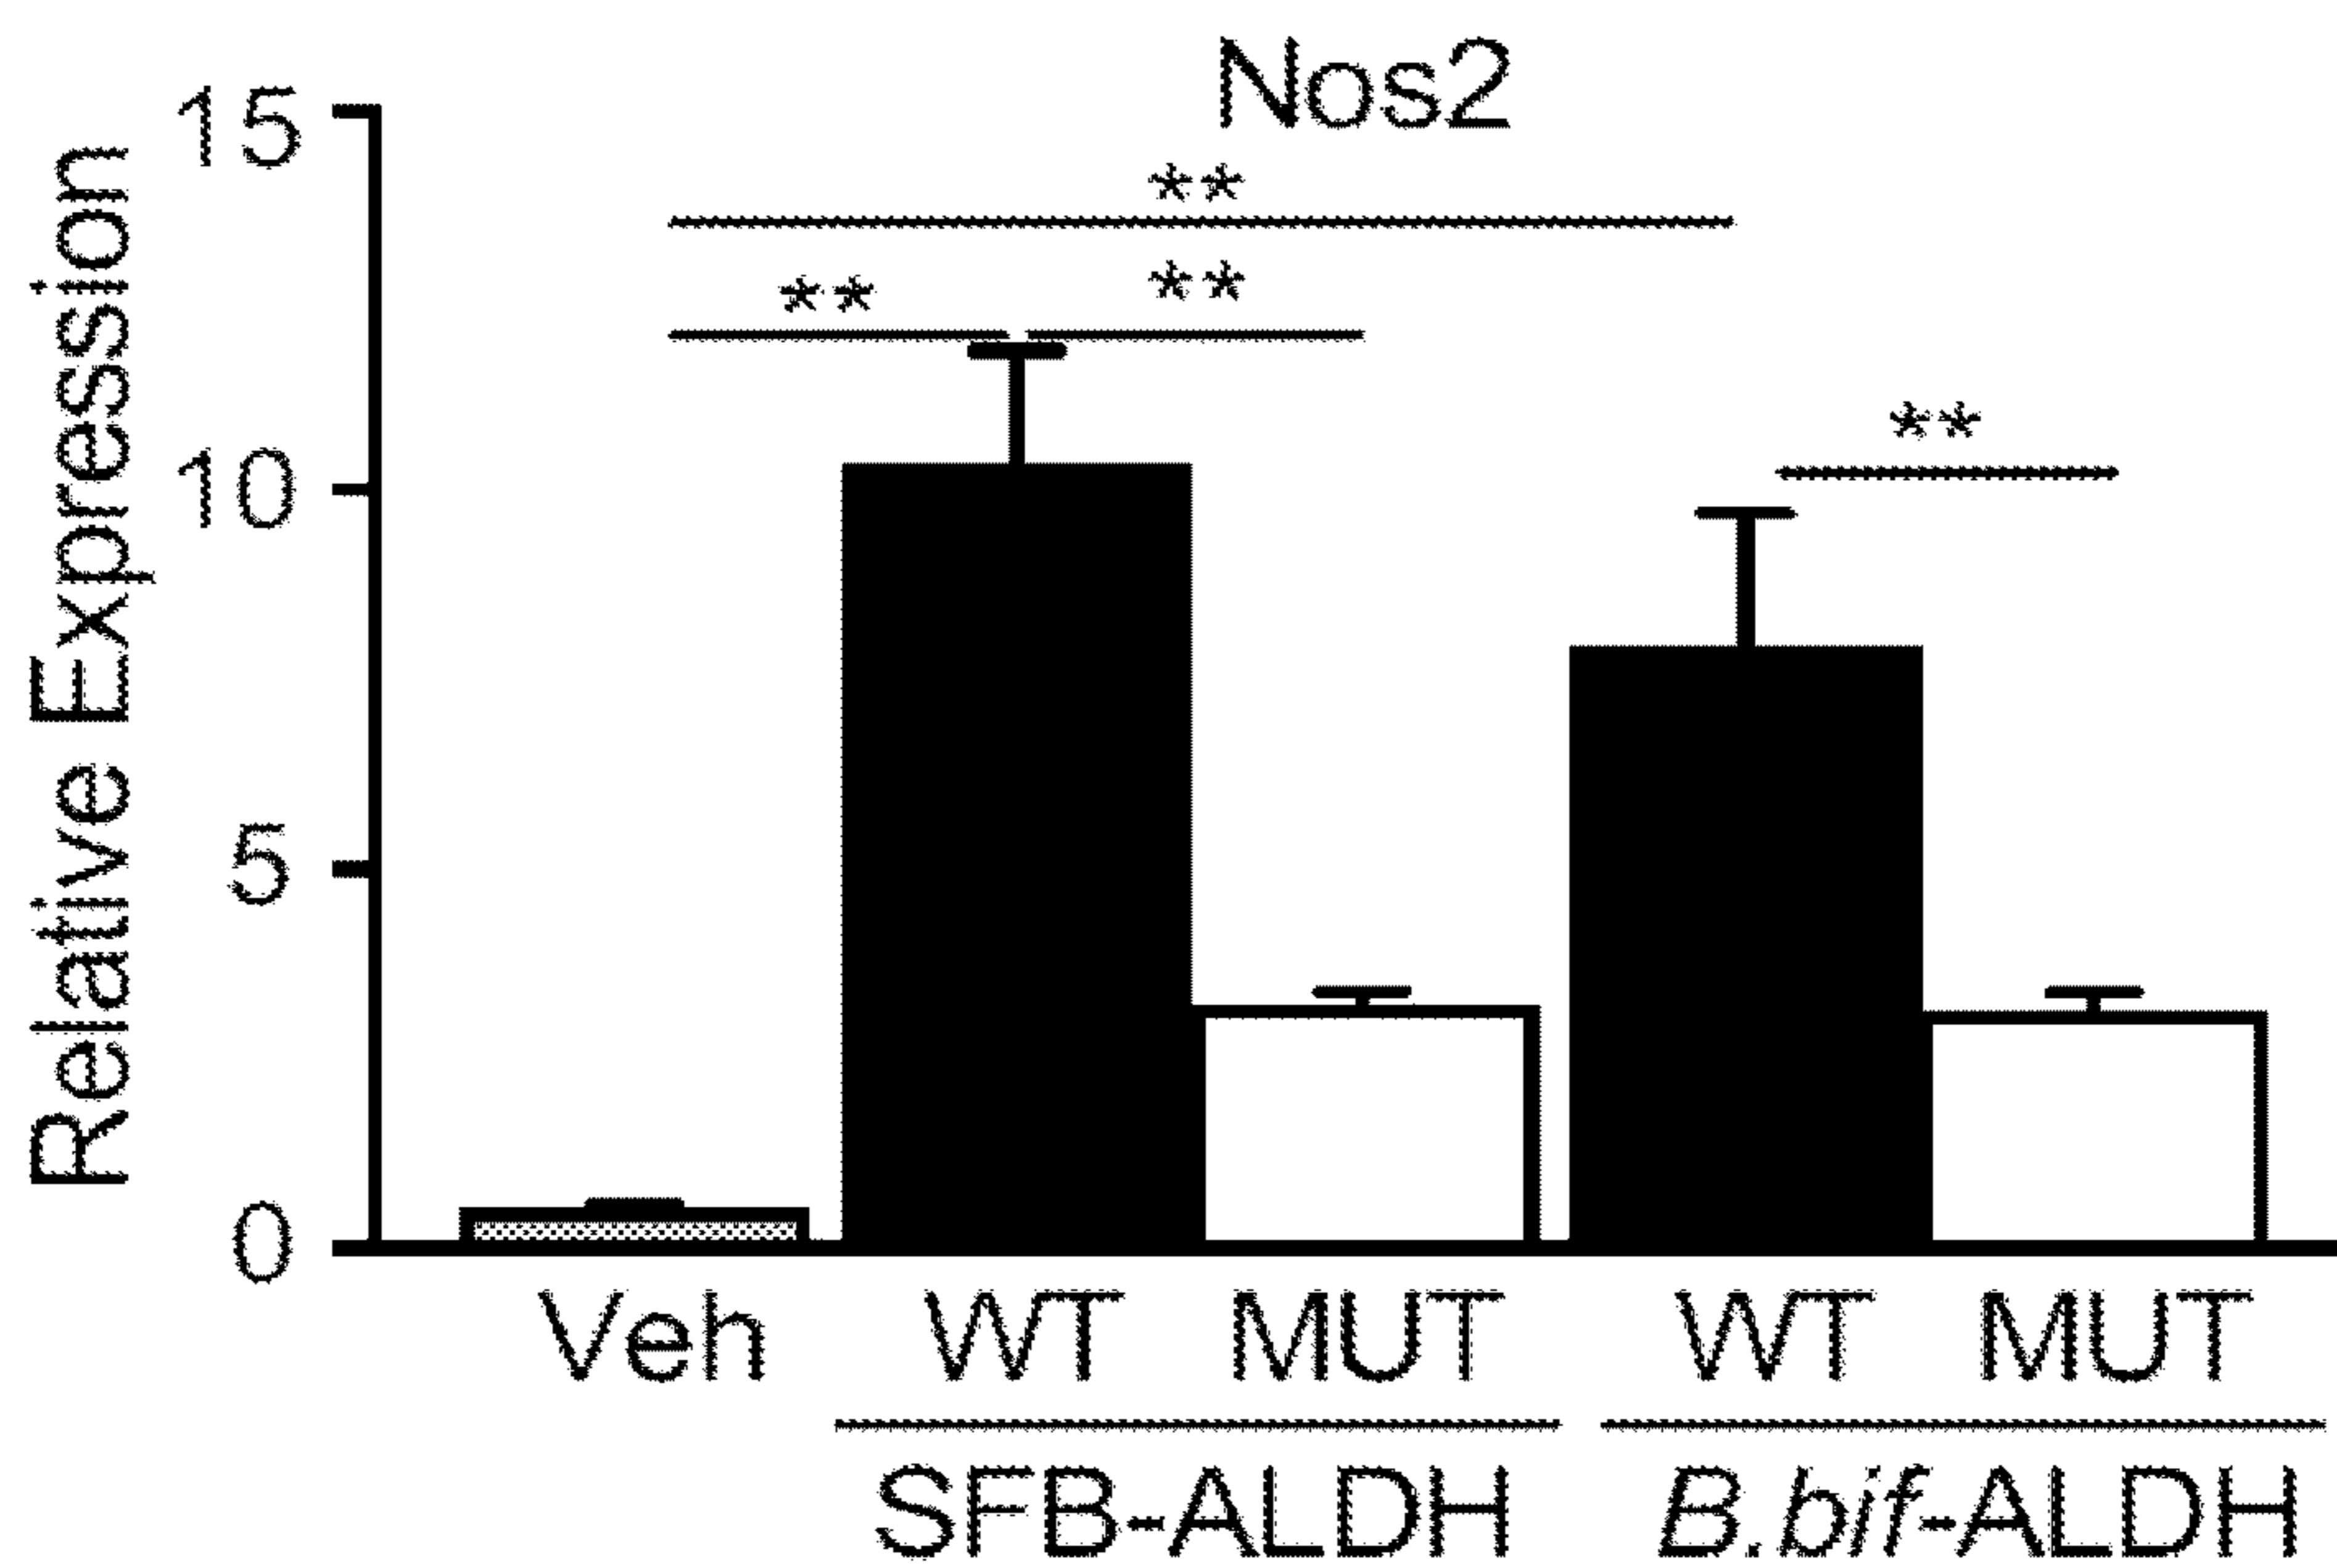 Nos2
Relative Expression
15
10
5
0
**
**
**
**
Veh WT MUT WT MUT
SFB-ALDH B.bif-ALDH